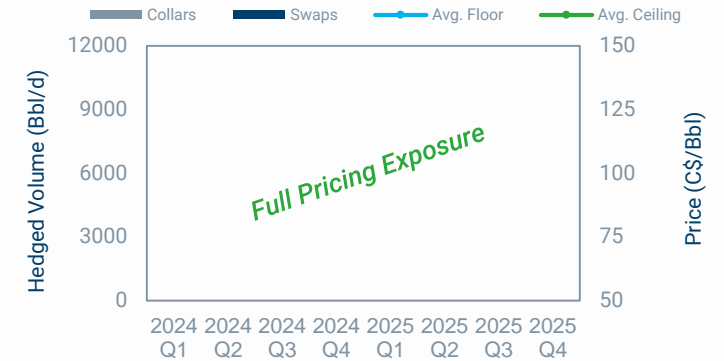 Collars Swaps Avg. Floor Avg. Ceiling
Hedged Volume (Bbl/d)
12000
9000
6000
3000
0
Full Pricing Exposure
150
125
100
75
50
Price (C$/Bbl)
2024 2024 2024 2024 2025 2025 2025 2025
Q1 Q2 Q3 Q4 Q1 Q2 Q3 Q4